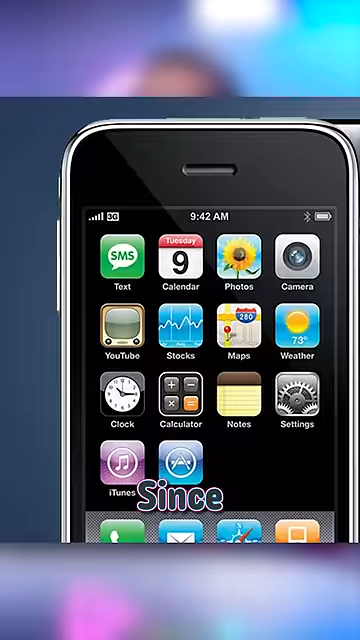 3G 9:42 AM
SMS Tuesday 9 280 73°
Text Calendar Photos Camera
YouTube Stocks Maps Weather
Clock Calculator Notes Settings
iTunes
Since